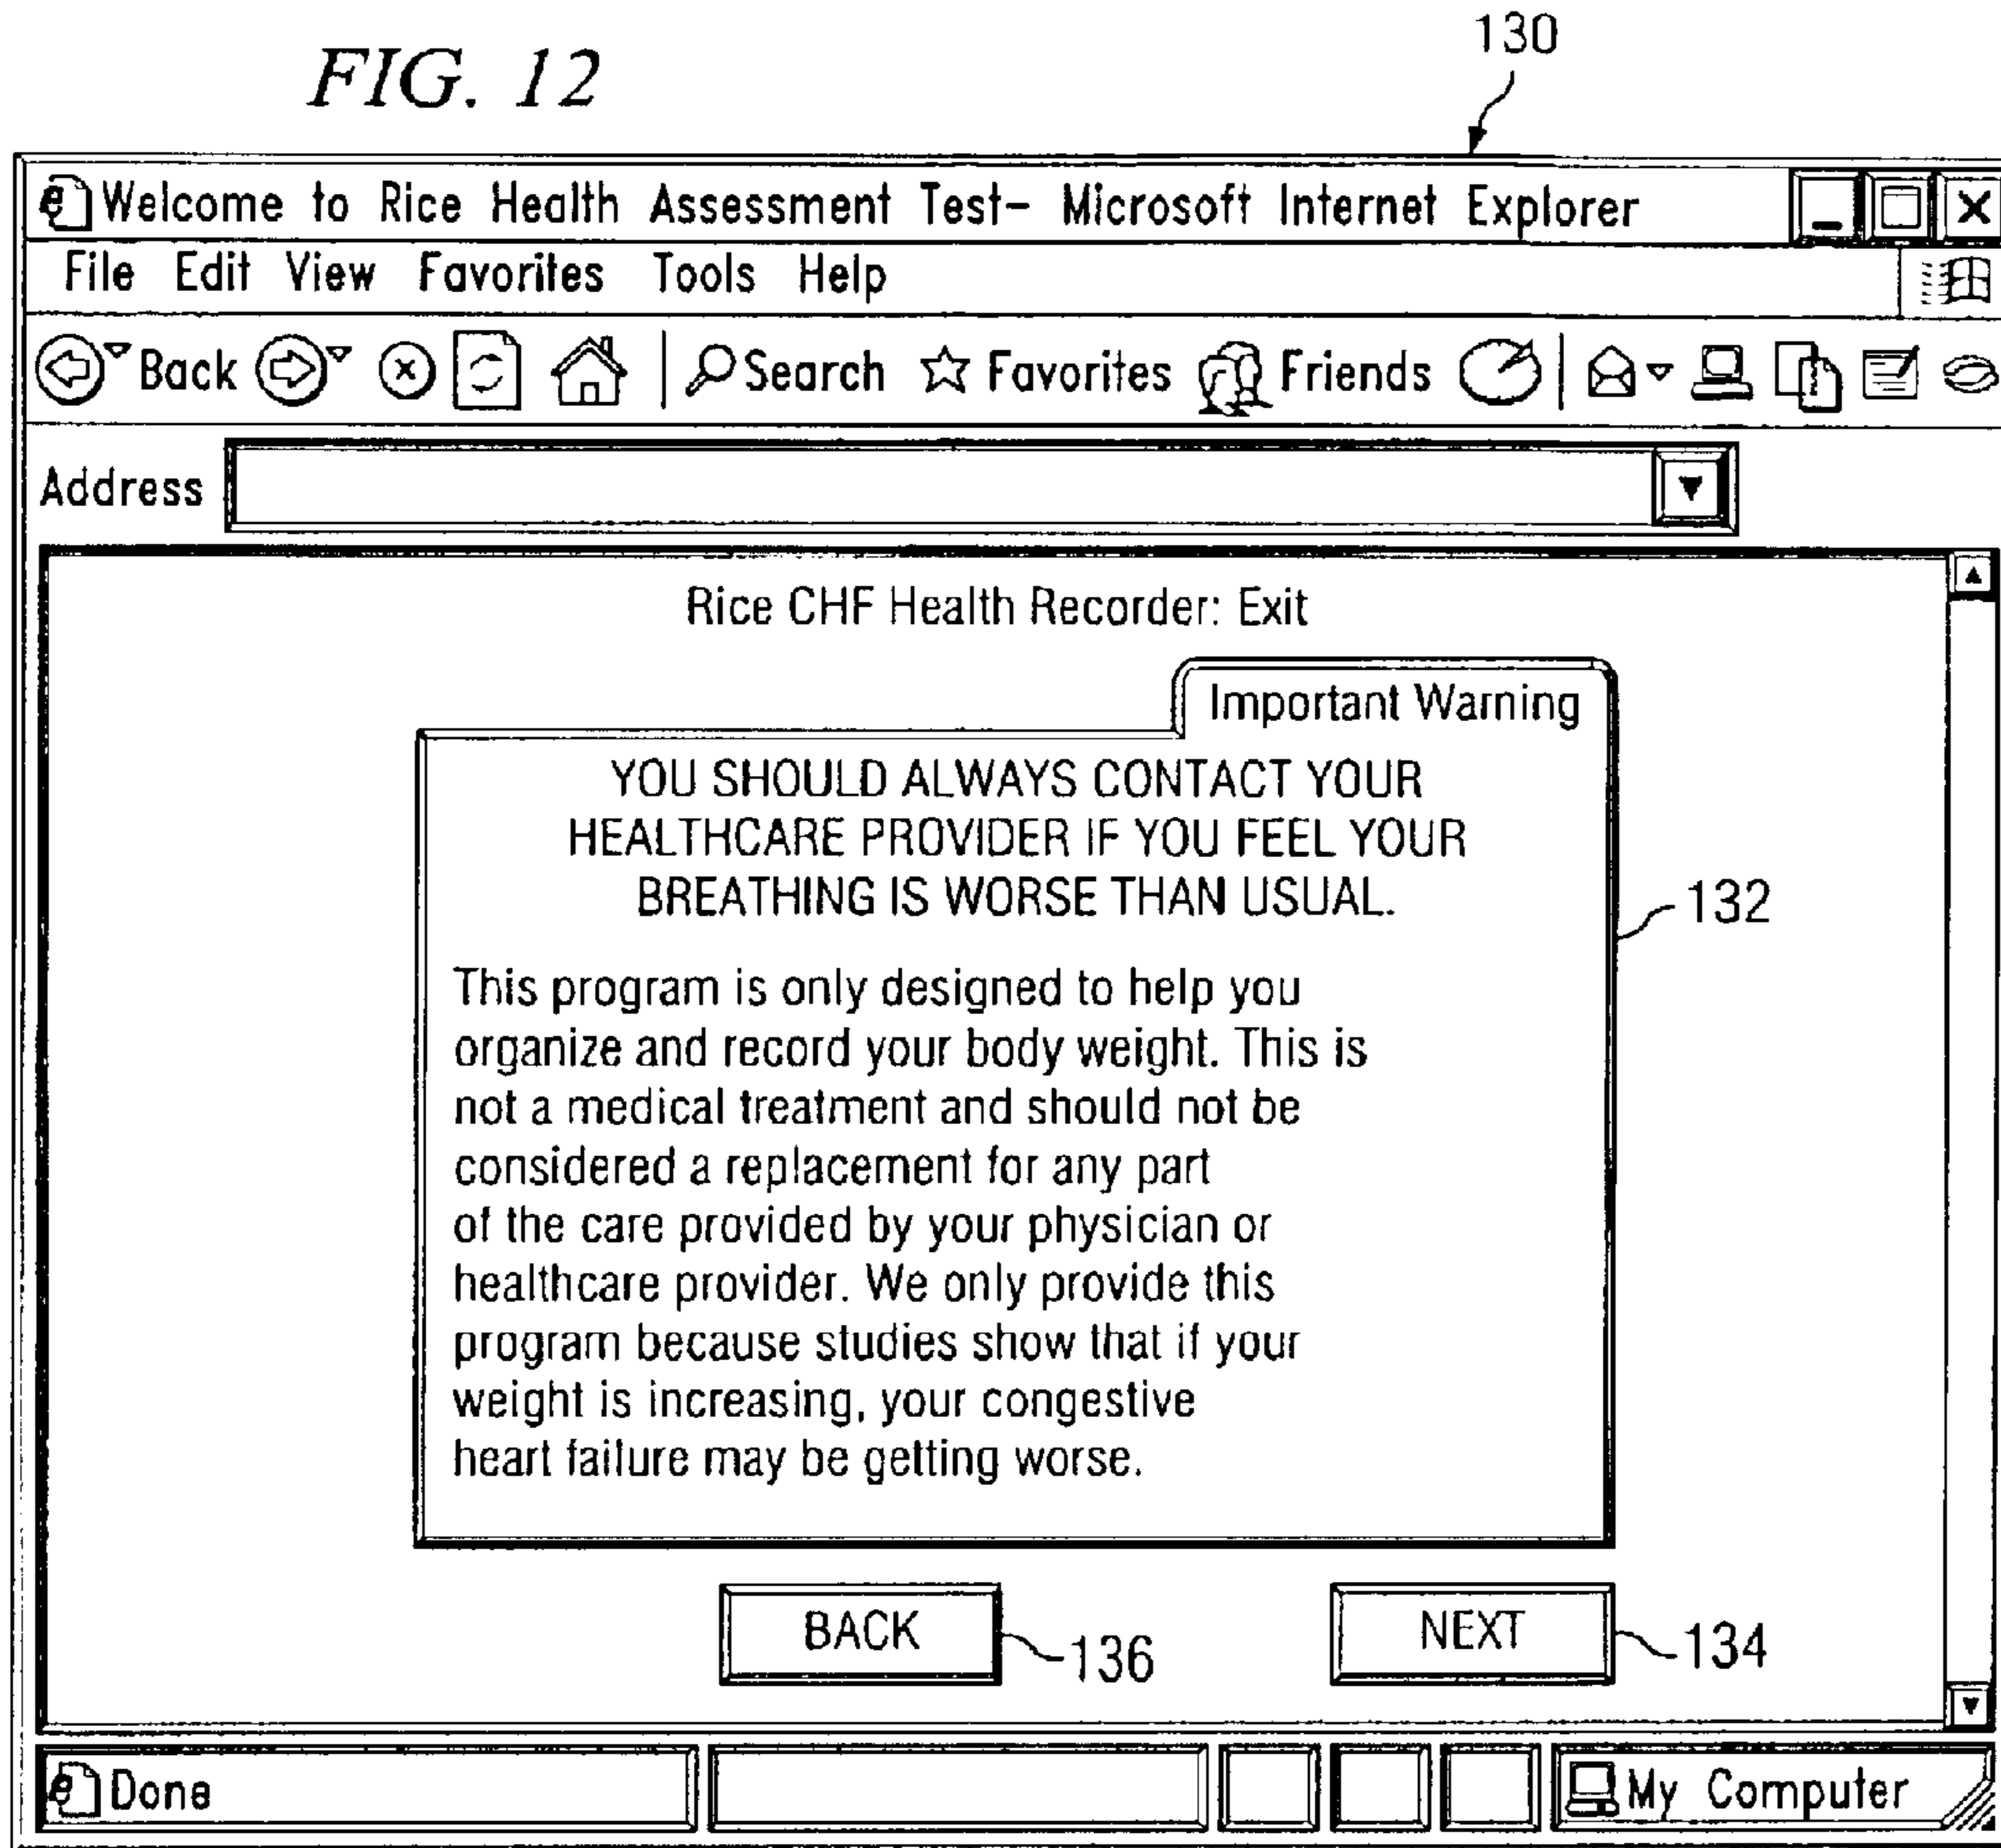 FIG. 12
130
Welcome to Rice Health Assessment Test- Microsoft Internet Explorer
File Edit View Favorites Tools Help
Back Search Favorites Friends
Address
Rice CHF Health Recorder: Exit
Important Warning
YOU SHOULD ALWAYS CONTACT YOUR
HEALTHCARE PROVIDER IF YOU FEEL YOUR
BREATHING IS WORSE THAN USUAL.
132
This program is only designed to help you
organize and record your body weight. This is
not a medical treatment and should not be
considered a replacement for any part
of the care provided by your physician or
healthcare provider. We only provide this
program because studies show that if your
weight is increasing, your congestive
heart failure may be getting worse.
BACK 136 NEXT 134
Done My Computer